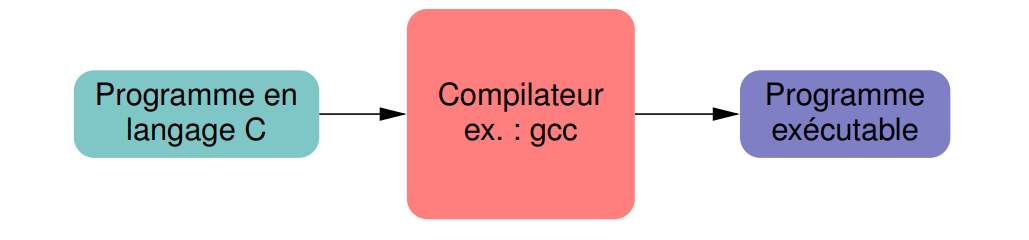 Programme en
langage C
Compilateur
ex. : gcc
Programme
exécutable